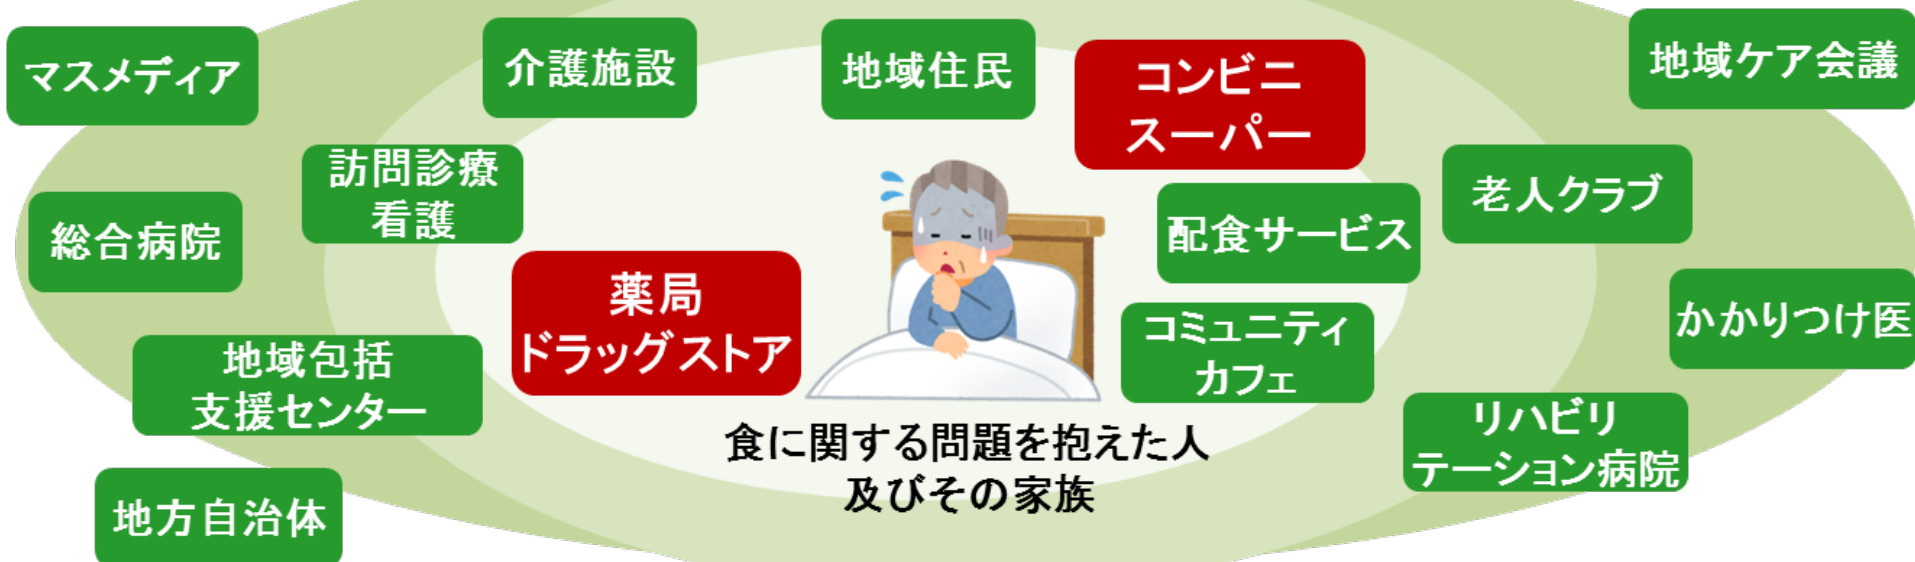 マスメディア
介護施設
地域住民
コンビニ
スーパー
地域ケア会議
訪問診療
看護
老人クラブ
総合病院
配食サービス
薬局
ドラッグストア
かかりつけ医
コミュニティ
カフェ
地域包括
支援センター
リハビリ
テーション病院
食に関する問題を抱えた人
及びその家族
地方自治体